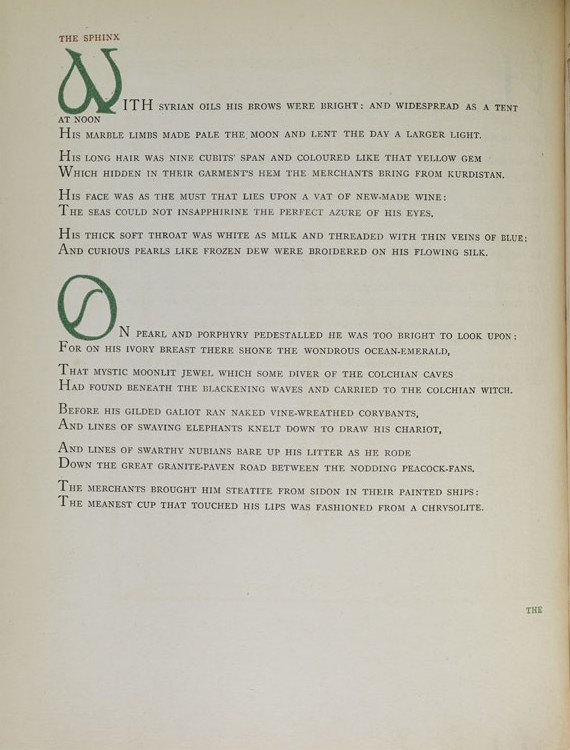 THE SPHINX
WITH SYRIAN OILS HIS BROWS WERE BRIGHT: AND WIDESPREAD AS A TENT
AT NOON
HIS MARBLE LIMBS MADE PALE THE MOON AND LENT THE DAY A LARGER LIGHT.
HIS LONG HAIR WAS NINE CUBITS' SPAN AND COLOURED LIKE THAT YELLOW GEM
WHICH HIDDEN IN THEIR GARMENT'S HEM THE MERCHANTS BRING FROM KURDISTAN.
HIS FACE WAS AS THE MUST THAT LIES UPON A VAT OF NEW-MADE WINE:
THE SEAS COULD NOT INSAPPHIRINE THE PERFECT AZURE OF HIS EYES.
HIS THICK SOFT THROAT WAS WHITE AS MILK AND THREADED WITH THIN VEINS OF BLUE;
AND CURIOUS PEARLS LIKE FROZEN DEW WERE BROIDERED ON HIS FLOWING SILK.
ON PEARL AND PORPHYRY PEDESTALLED HE WAS TOO BRIGHT TO LOOK UPON:
FOR ON HIS IVORY BREAST THERE SHONE THE WONDROUS OCEAN-EMERALD,
THAT MYSTIC MOONLIT JEWEL WHICH SOME DIVER OF THE COLCHIAN CAVES
HAD FOUND BENEATH THE BLACKENING WAVES AND CARRIED TO THE COLCHIAN WITCH.
BEFORE HIS GILDED GALIOT RAN NAKED VINE-WREATHED CORYBANTS,
AND LINES OF SWAYING ELEPHANTS KNELT DOWN TO DRAW HIS CHARIOT,
AND LINES OF SWARTHY NUBIANS BARE UP HIS LITTER AS HE RODE
DOWN THE GREAT GRANITE-PAVEN ROAD BETWEEN THE NODDING PEACOCK-FANS.
THE MERCHANTS BROUGHT HIM STEATITE FROM SIDON IN THEIR PAINTED SHIPS:
THE MEANEST CUP THAT TOUCHED HIS LIPS WAS FASHIONED FROM A CHRYSOLITE.
THE